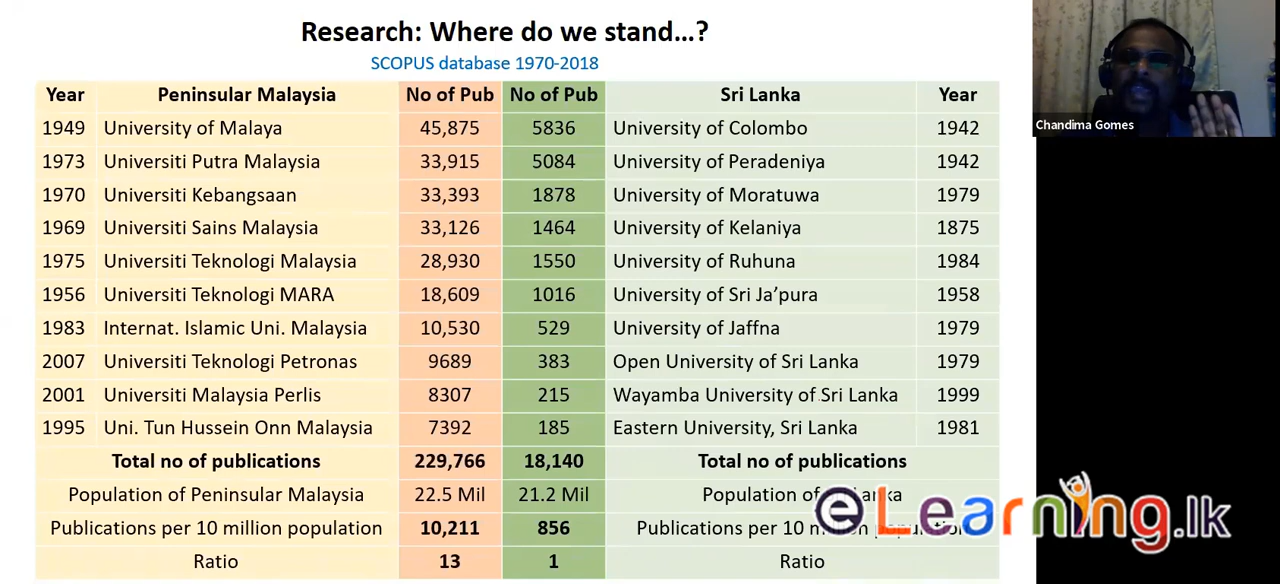 Research: Where do we stand…?
SCOPUS database 1970-2018
Year Peninsular Malaysia No of Pub No of Pub Sri Lanka Year
1949 University of Malaya 45,875 5836 University of Colombo 1942
1973 Universiti Putra Malaysia 33,915 5084 University of Peradeniya 1942
1970 Universiti Kebangsaan 33,393 1878 University of Moratuwa 1979
1969 Universiti Sains Malaysia 33,126 1464 University of Kelaniya 1875
1975 Universiti Teknologi Malaysia 28,930 1550 University of Ruhuna 1984
1956 Universiti Teknologi MARA 18,609 1016 University of Sri Ja’pura 1958
1983 Internat. Islamic Uni. Malaysia 10,530 529 University of Jaffna 1979
2007 Universiti Teknologi Petronas 9689 383 Open University of Sri Lanka 1979
2001 Universiti Malaysia Perlis 8307 215 Wayamba University of Sri Lanka 1999
1995 Uni. Tun Hussein Onn Malaysia 7392 185 Eastern University, Sri Lanka 1981
Total no of publications 229,766 18,140 Total no of publications
Population of Peninsular Malaysia 22.5 Mil 21.2 Mil Population of
Publications per 10 million population 10,211 856 Publications per 10
Ratio 13 1 Ratio
Chandima Gomes
eLearning.lk